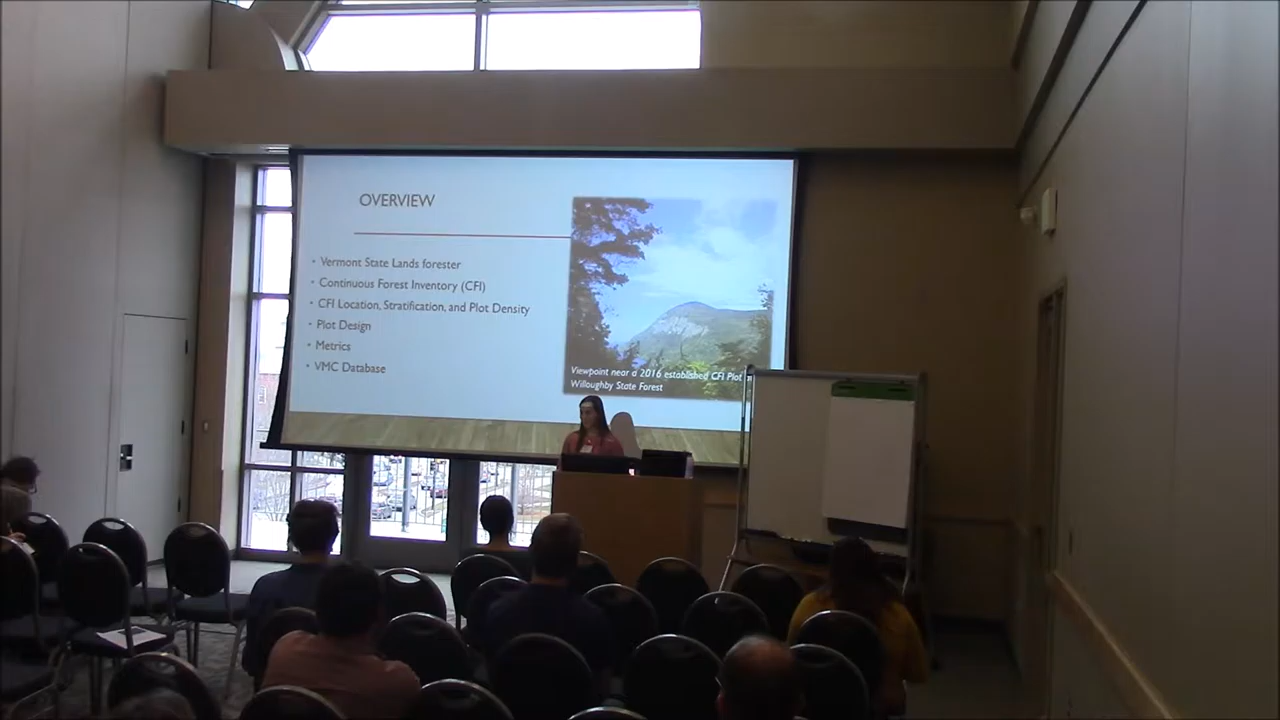 OVERVIEW
• Vermont State Lands forester
• Continuous Forest Inventory (CFI)
• CFI Location, Stratification, and Plot Density
• Plot Design
• Metrics
• VMC Database
Viewpoint near a 2016 established CFI Plot
Willoughby State Forest